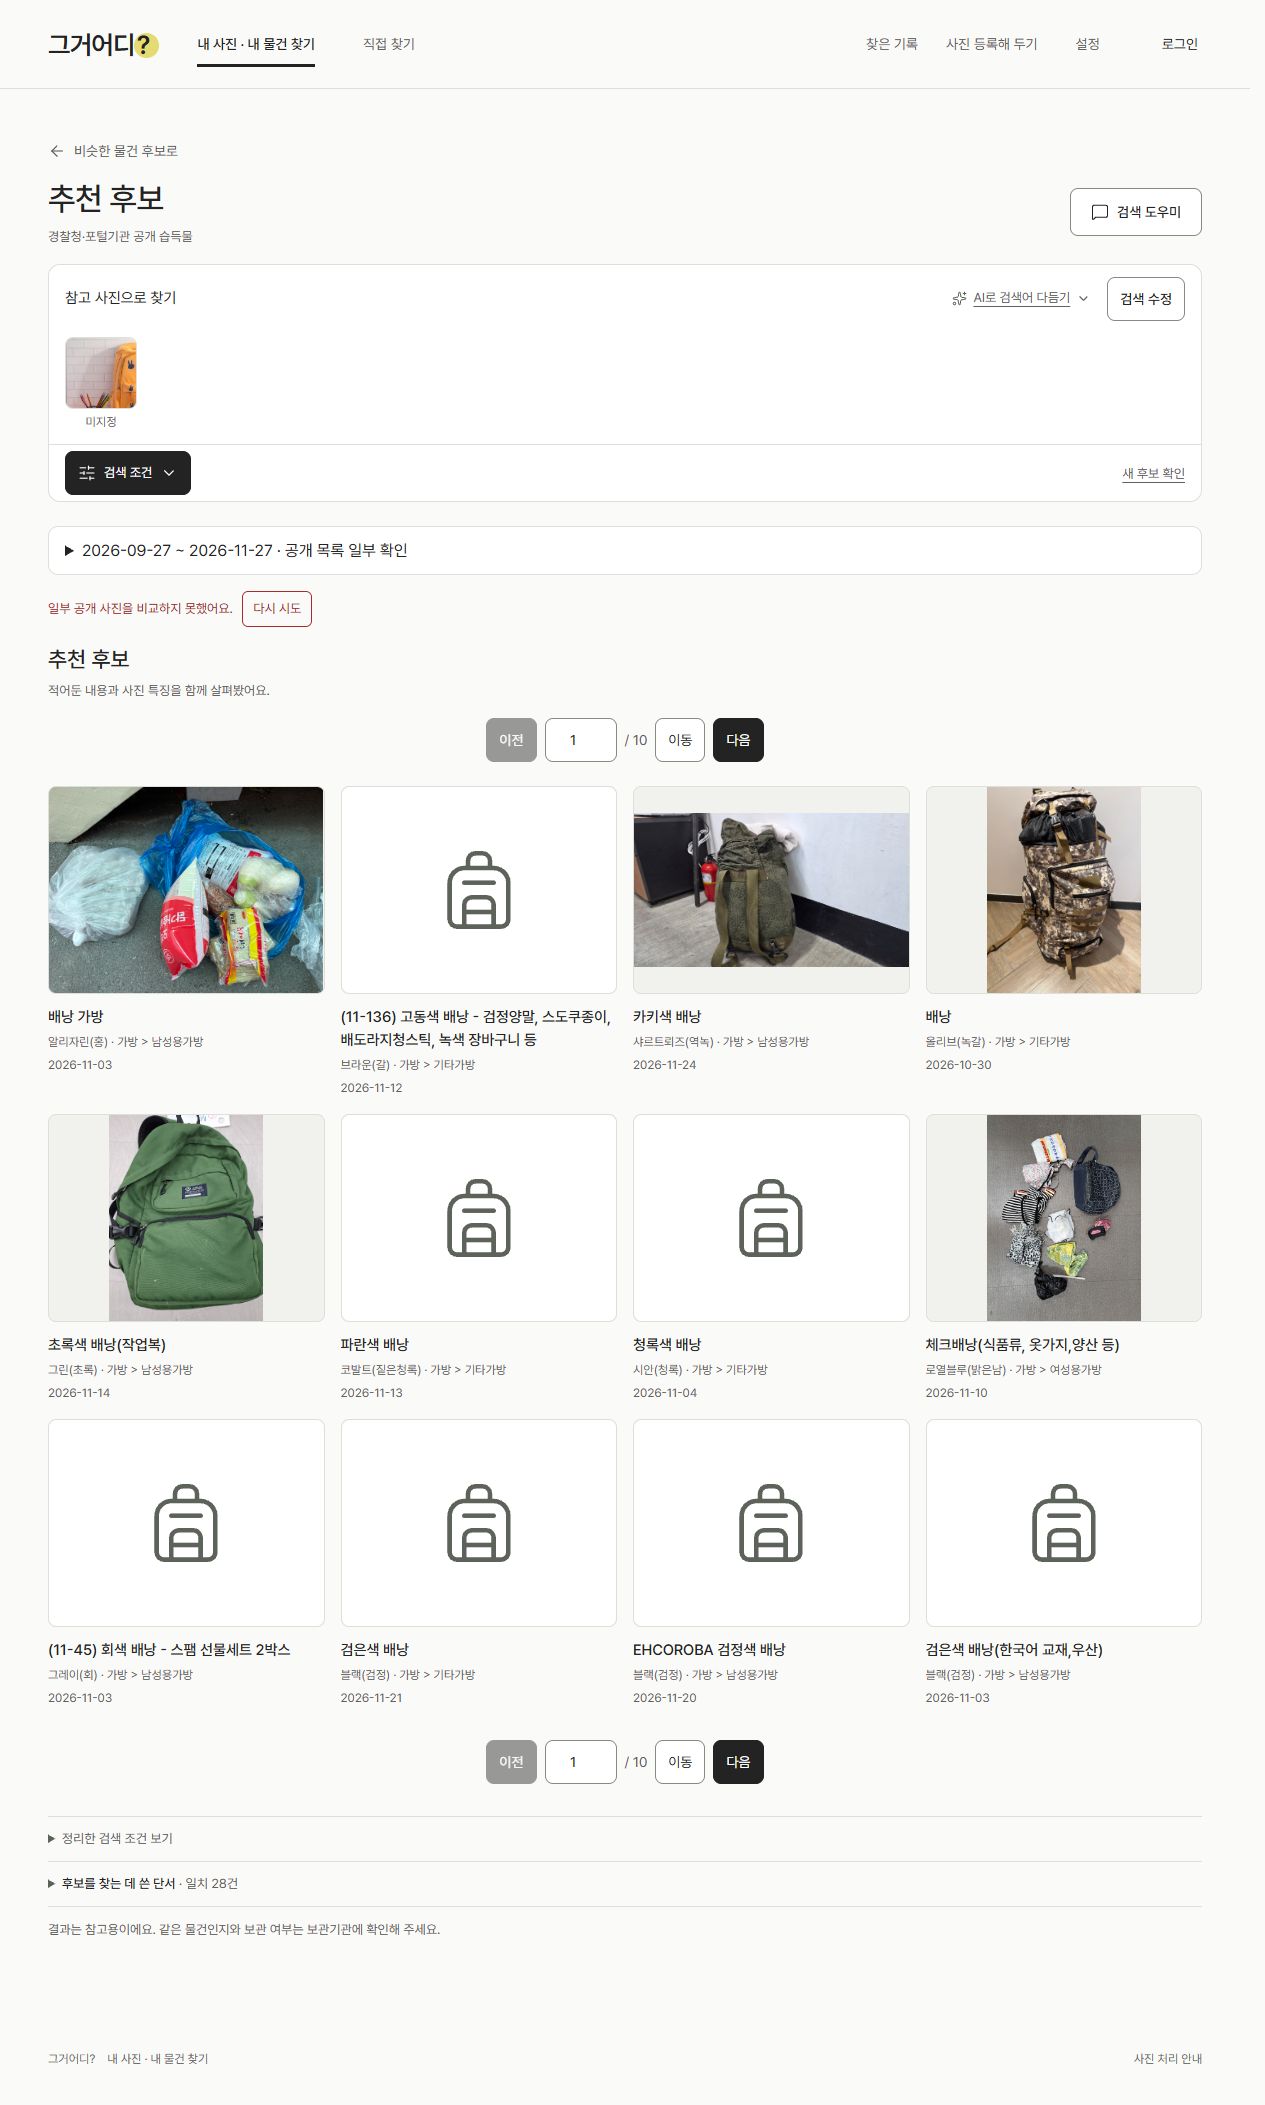 그거어디?
내 사진 · 내 물건 찾기
직접 찾기
찾은 기록
사진 등록해 두기
설정
로그인
비슷한 물건 후보로
추천 후보
경찰청·포털기관 공개 습득물
검색 도우미
참고 사진으로 찾기
AI로 검색어 다듬기
검색 수정
미지정
검색 조건
새 후보 확인
2026-09-27 ~ 2026-11-27 · 공개 목록 일부 확인
일부 공개 사진을 비교하지 못했어요.
다시 시도
추천 후보
적어둔 내용과 사진 특징을 함께 살펴봤어요.
이전
1
/ 10
이동
다음
배낭 가방
알리자린(홍) · 가방 > 남성용가방
2026-11-03
(11-136) 고동색 배낭 - 검정양말, 스도쿠종이,
배도라지청스틱, 녹색 장바구니 등
브라운(갈) · 가방 > 기타가방
2026-11-12
카키색 배낭
샤르트뢰즈(역녹) · 가방 > 남성용가방
2026-11-24
배낭
올리브(녹갈) · 가방 > 기타가방
2026-10-30
초록색 배낭(작업복)
그린(초록) · 가방 > 남성용가방
2026-11-14
파란색 배낭
코발트(짙은청록) · 가방 > 기타가방
2026-11-13
청록색 배낭
시안(청록) · 가방 > 기타가방
2026-11-04
체크배낭(식품류, 옷가지,양산 등)
로열블루(밝은남) · 가방 > 여성용가방
2026-11-10
(11-45) 회색 배낭 - 스팸 선물세트 2박스
그레이(회) · 가방 > 남성용가방
2026-11-03
검은색 배낭
블랙(검정) · 가방 > 기타가방
2026-11-21
EHCOROBA 검정색 배낭
블랙(검정) · 가방 > 남성용가방
2026-11-20
검은색 배낭(한국어 교재,우산)
블랙(검정) · 가방 > 남성용가방
2026-11-03
이전
1
/ 10
이동
다음
정리한 검색 조건 보기
후보를 찾는 데 쓴 단서 · 일치 28건
결과는 참고용이에요. 같은 물건인지와 보관 여부는 보관기관에 확인해 주세요.
그거어디?
내 사진 · 내 물건 찾기
사진 처리 안내